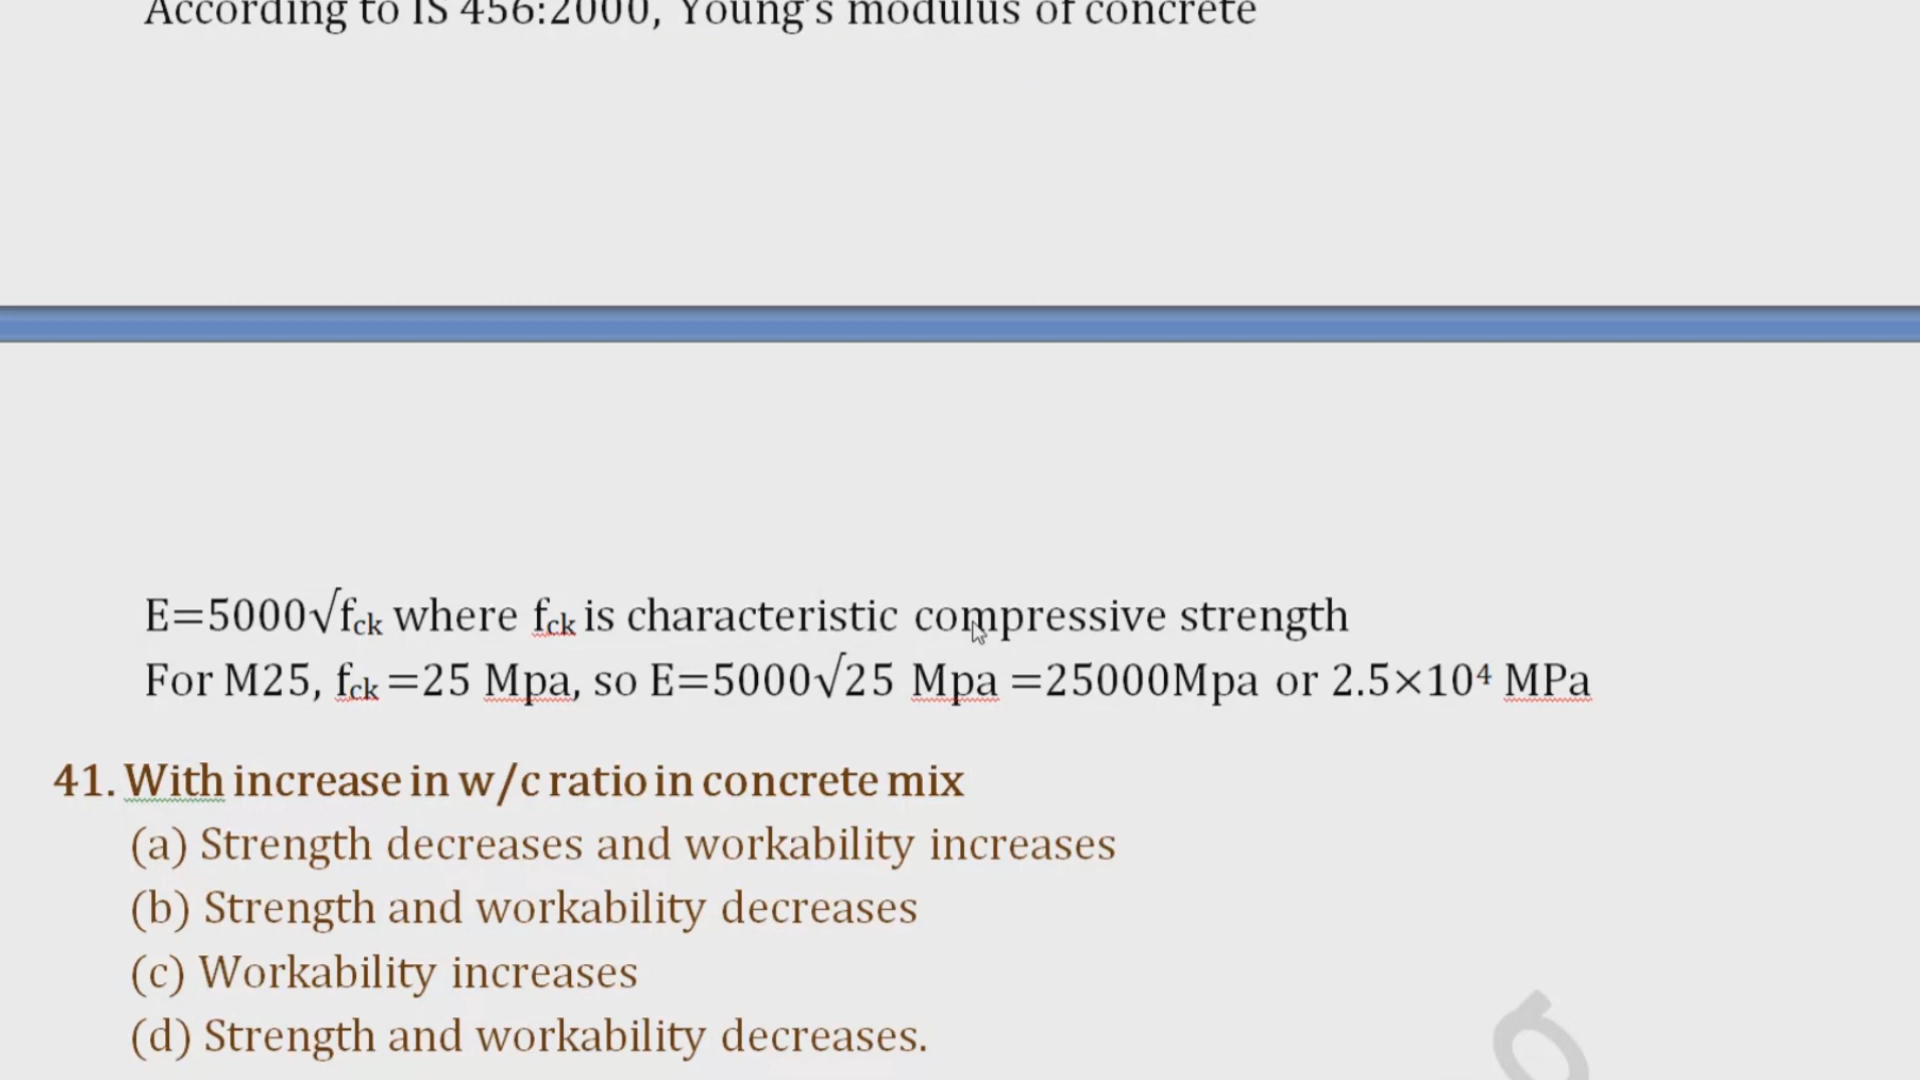 According to IS 456:2000, Young's modulus of concrete
E=5000√fck where fck is characteristic compressive strength
For M25, fck =25 Mpa, so E=5000√25 Mpa =25000Mpa or 2.5×10⁴ MPa
41. With increase in w/c ratio in concrete mix
(a) Strength decreases and workability increases
(b) Strength and workability decreases
(c) Workability increases
(d) Strength and workability decreases.